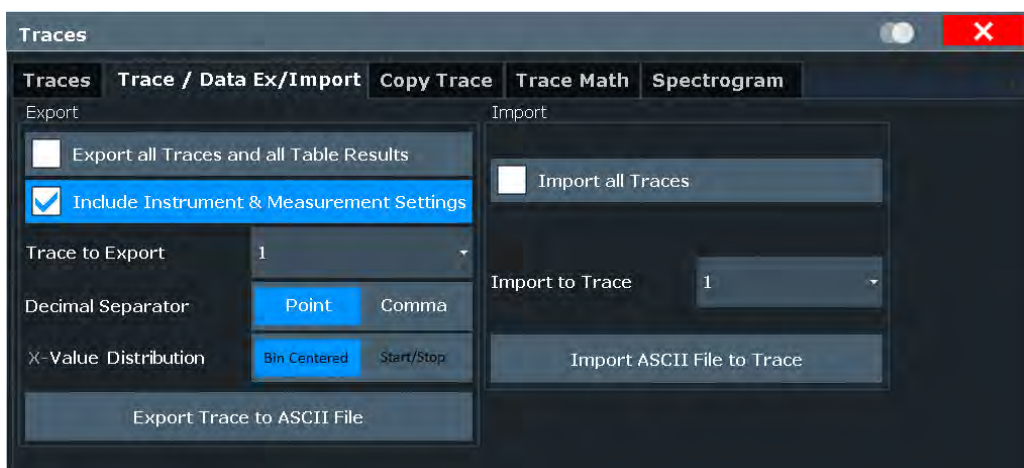 Traces
Traces Trace / Data Ex/Import Copy Trace Trace Math Spectrogram
Export
Export all Traces and all Table Results
Include Instrument & Measurement Settings
Trace to Export 1
Decimal Separator Point Comma
X-Value Distribution Bin Centered Start/Stop
Export Trace to ASCII File
Import
Import all Traces
Import to Trace 1
Import ASCII File to Trace